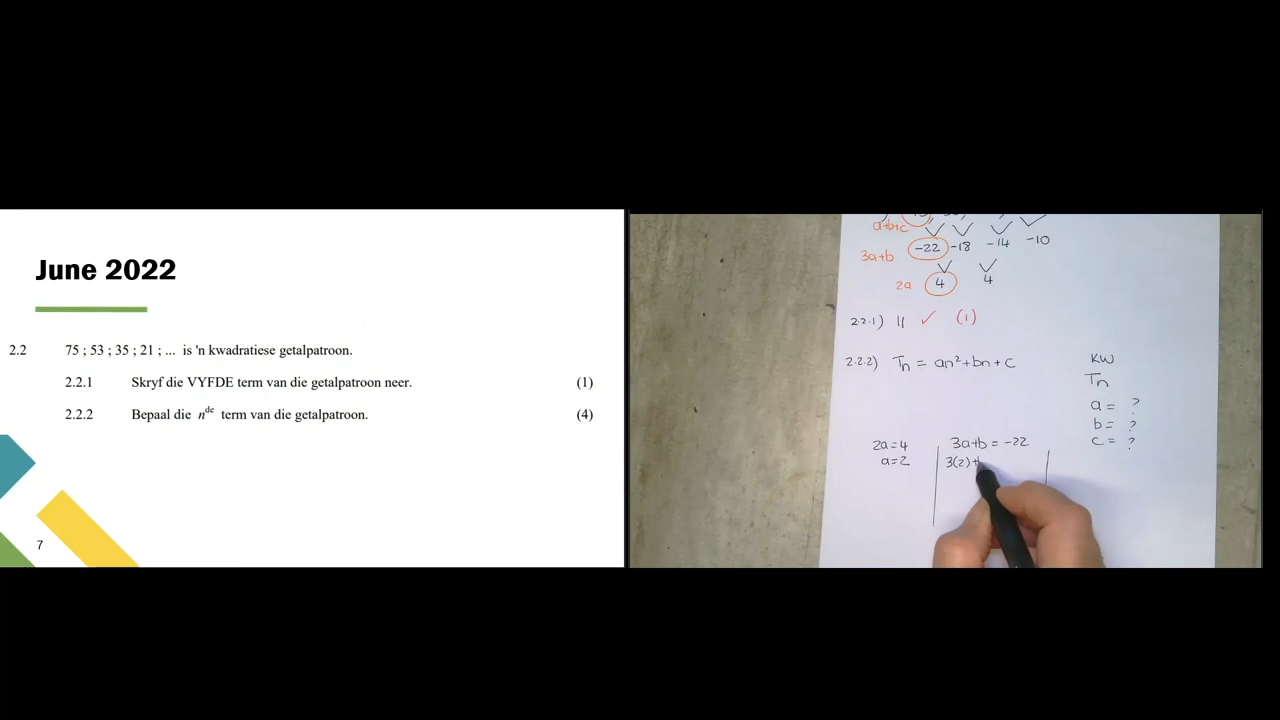 June 2022
2.2 75 ; 53 ; 35 ; 21 ; ... is 'n kwadratiese getalpatroon.
2.2.1 Skryf die VYFDE term van die getalpatroon neer. (1)
2.2.2 Bepaal die nde term van die getalpatroon. (4)
7
a+b+c
-22 -18 -14 -10
3a+b
2a 4 4
2.2.1) 11 ✓ (1)
2.2.2) Tn = an²+bn+c
KW
Tn
a = ?
b = ?
c = ?
2a=4
a=2
3a+b = -22
3(2)+